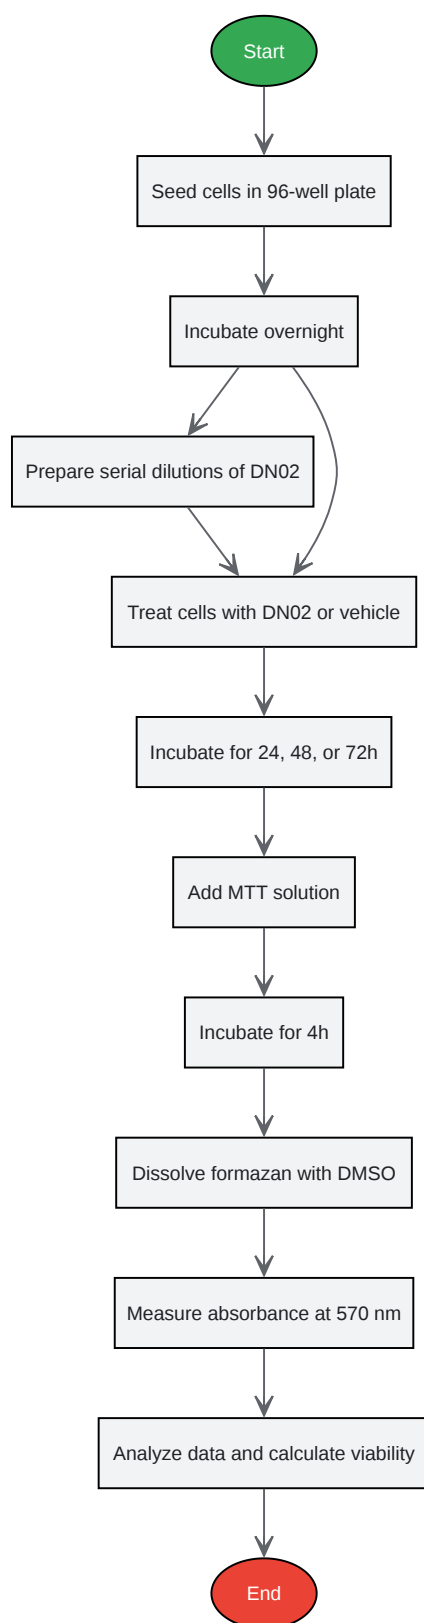 Start
Seed cells in 96-well plate
Incubate overnight
Prepare serial dilutions of DN02
Treat cells with DN02 or vehicle
Incubate for 24, 48, or 72h
Add MTT solution
Incubate for 4h
Dissolve formazan with DMSO
Measure absorbance at 570 nm
Analyze data and calculate viability
End